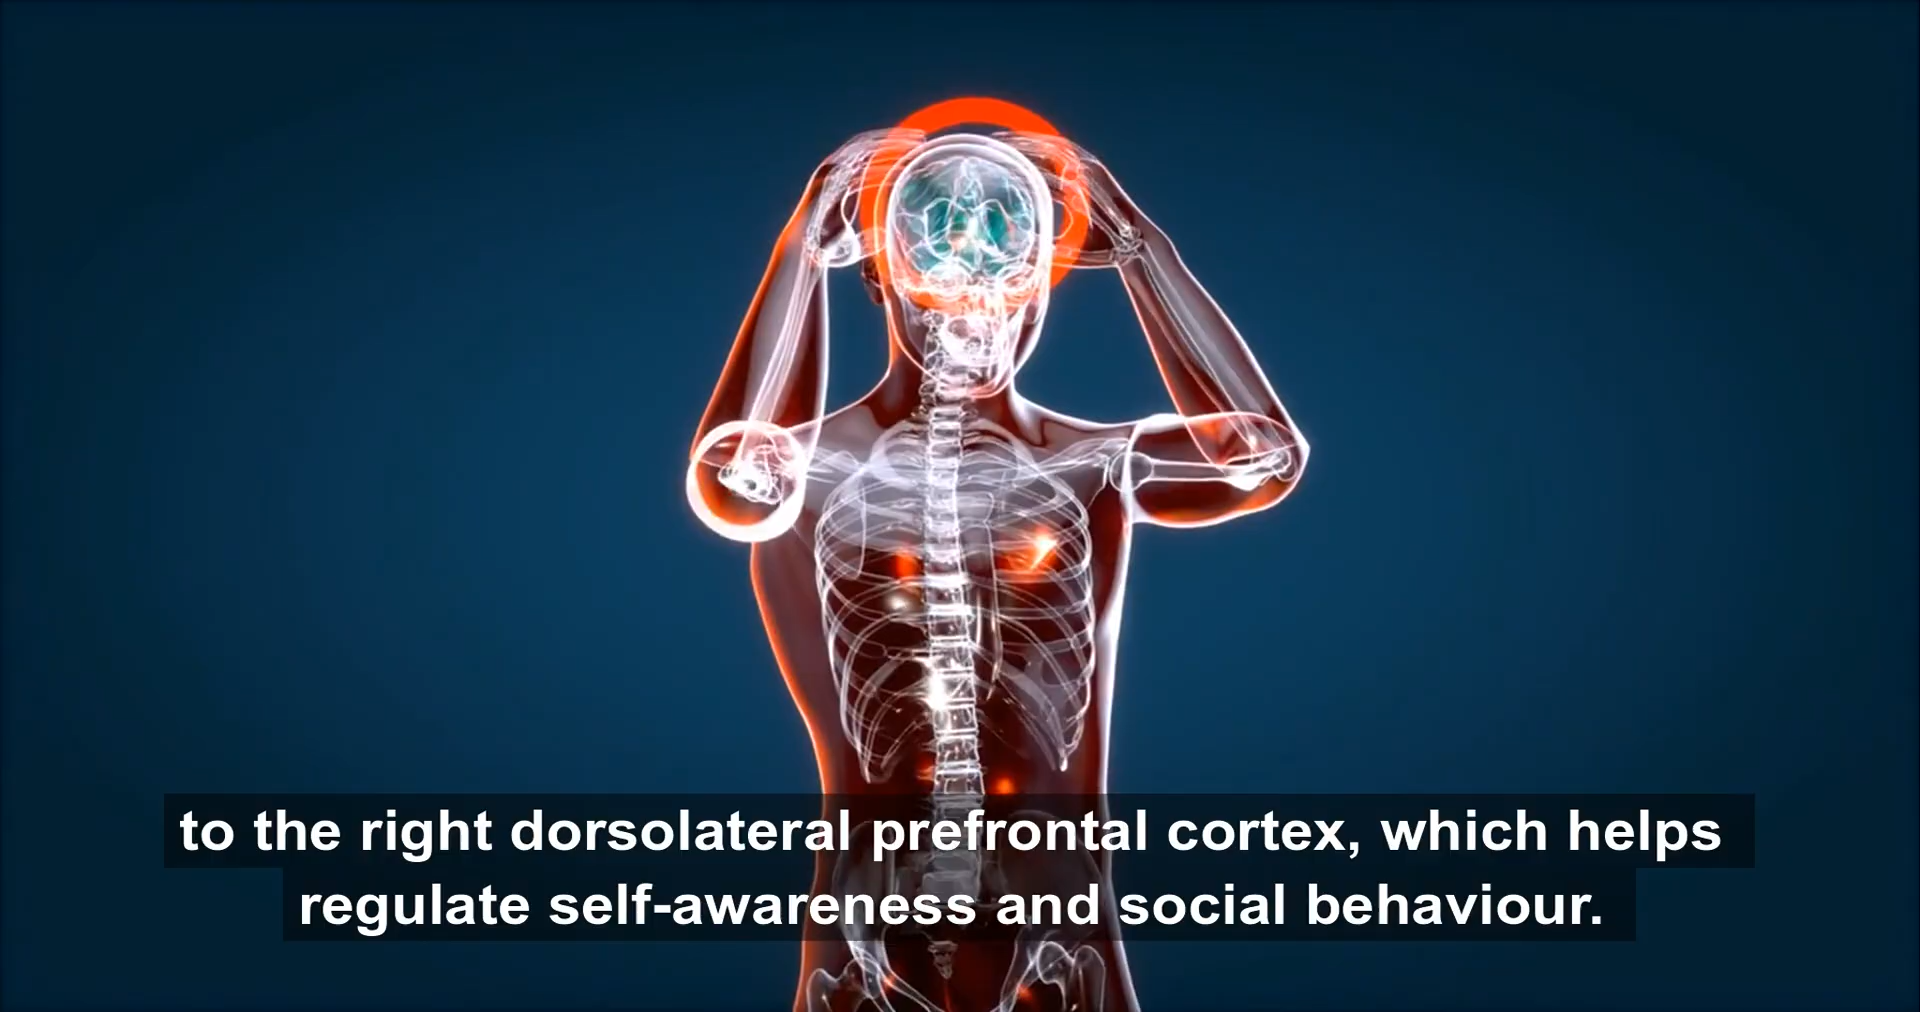 to the right dorsolateral prefrontal cortex, which helps
regulate self-awareness and social behaviour.